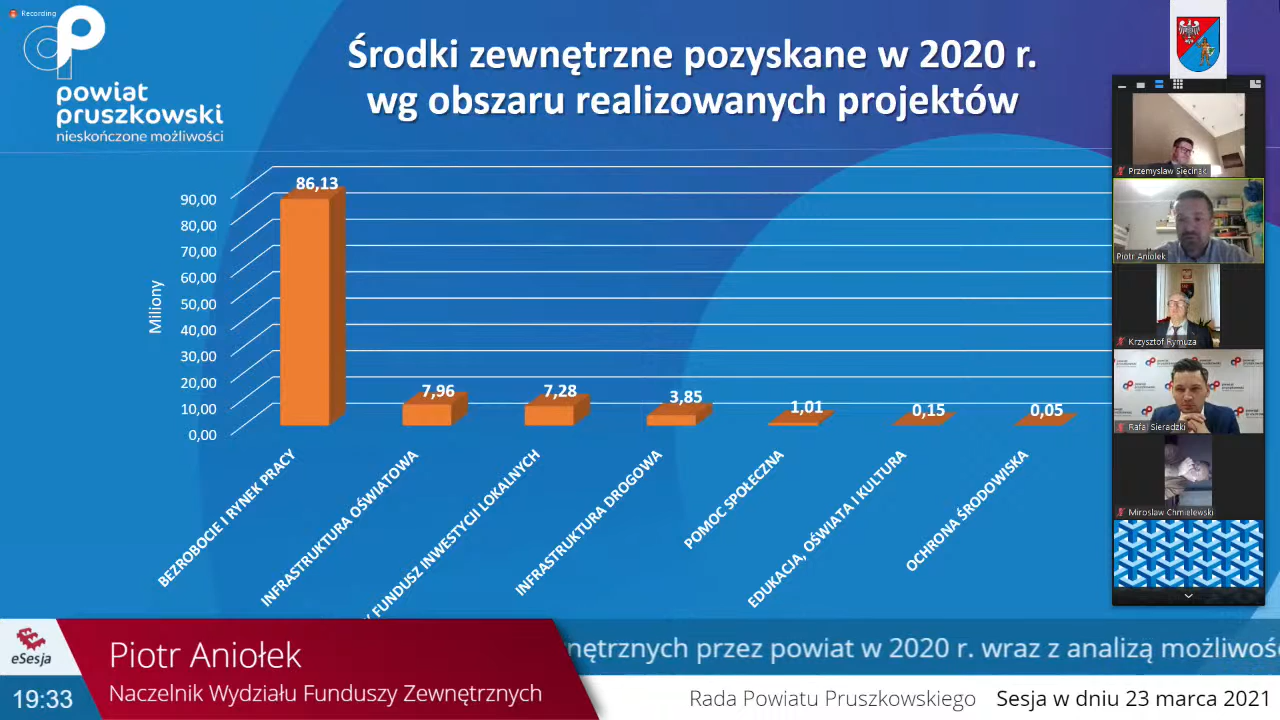 Recording
powiat
pruszkowski
nieskończone możliwości
Środki zewnętrzne pozyskane w 2020 r.
wg obszaru realizowanych projektów
Miliony
90,00
80,00
70,00
60,00
50,00
40,00
30,00
20,00
10,00
0,00
86,13
7,96
7,28
3,85
1,01
0,15
0,05
BEZROBOCIE I RYNEK PRACY
INFRASTRUKTURA OŚWIATOWA
FUNDUSZ INWESTYCJI LOKALNYCH
INFRASTRUKTURA DROGOWA
POMOC SPOŁECZNA
EDUKACJA, OŚWIATA I KULTURA
OCHRONA ŚRODOWISKA
Przemysław Siecinski
Piotr Aniołek
Krzysztof Rymuza
Rafał Sieradzki
Mirosław Chmielewski
eSesja
19:33
Piotr Aniołek
Naczelnik Wydziału Funduszy Zewnętrznych
nętrznych przez powiat w 2020 r. wraz z analizą możliwoś
Rada Powiatu Pruszkowskiego Sesja w dniu 23 marca 2021